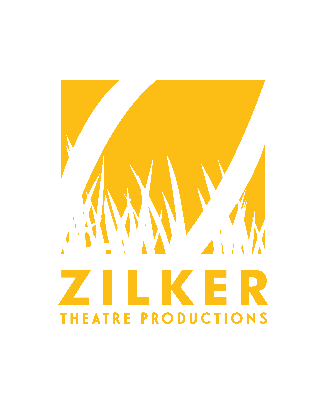 ZILKER
THEATRE PRODUCTIONS